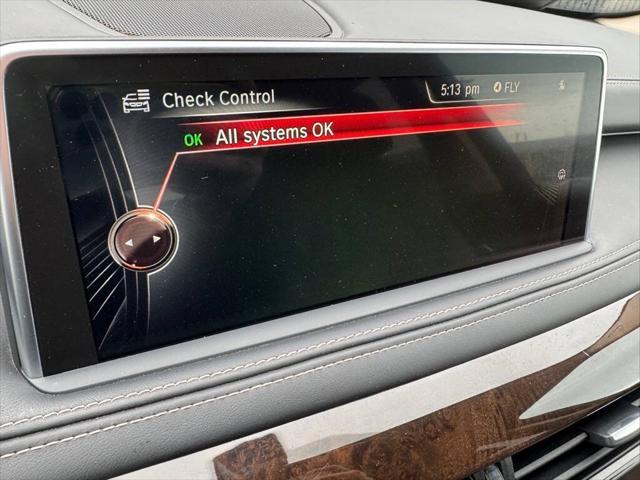 Check Control
5:13 pm FLY
OK All systems OK